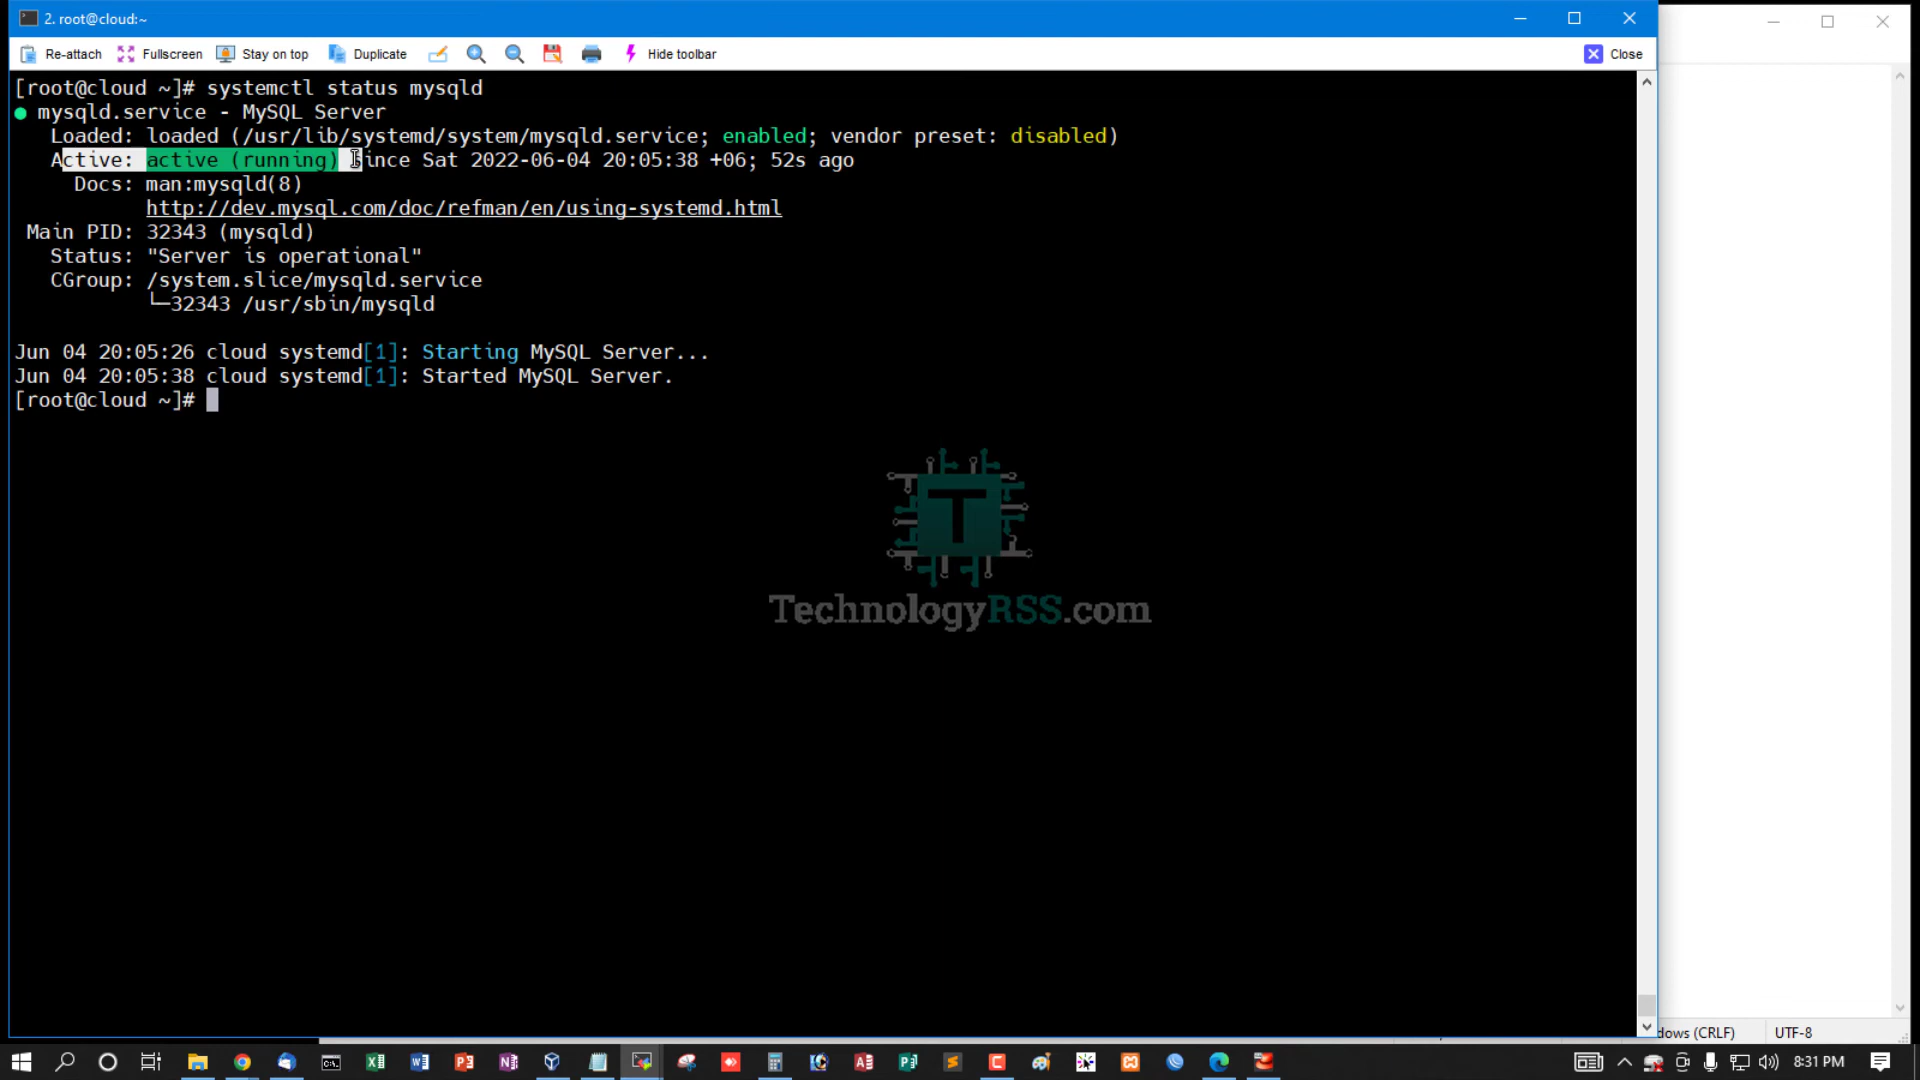 2. root@cloud:~
Re-attach Fullscreen Stay on top Duplicate Hide toolbar Close
[root@cloud ~]# systemctl status mysqld
● mysqld.service - MySQL Server
Loaded: loaded (/usr/lib/systemd/system/mysqld.service; enabled; vendor preset: disabled)
Active: active (running) since Sat 2022-06-04 20:05:38 +06; 52s ago
Docs: man:mysqld(8)
http://dev.mysql.com/doc/refman/en/using-systemd.html
Main PID: 32343 (mysqld)
Status: "Server is operational"
CGroup: /system.slice/mysqld.service
└─32343 /usr/sbin/mysqld
Jun 04 20:05:26 cloud systemd[1]: Starting MySQL Server...
Jun 04 20:05:38 cloud systemd[1]: Started MySQL Server.
[root@cloud ~]#
T
TechnologyRSS.com
dows (CRLF) UTF-8
8:31 PM